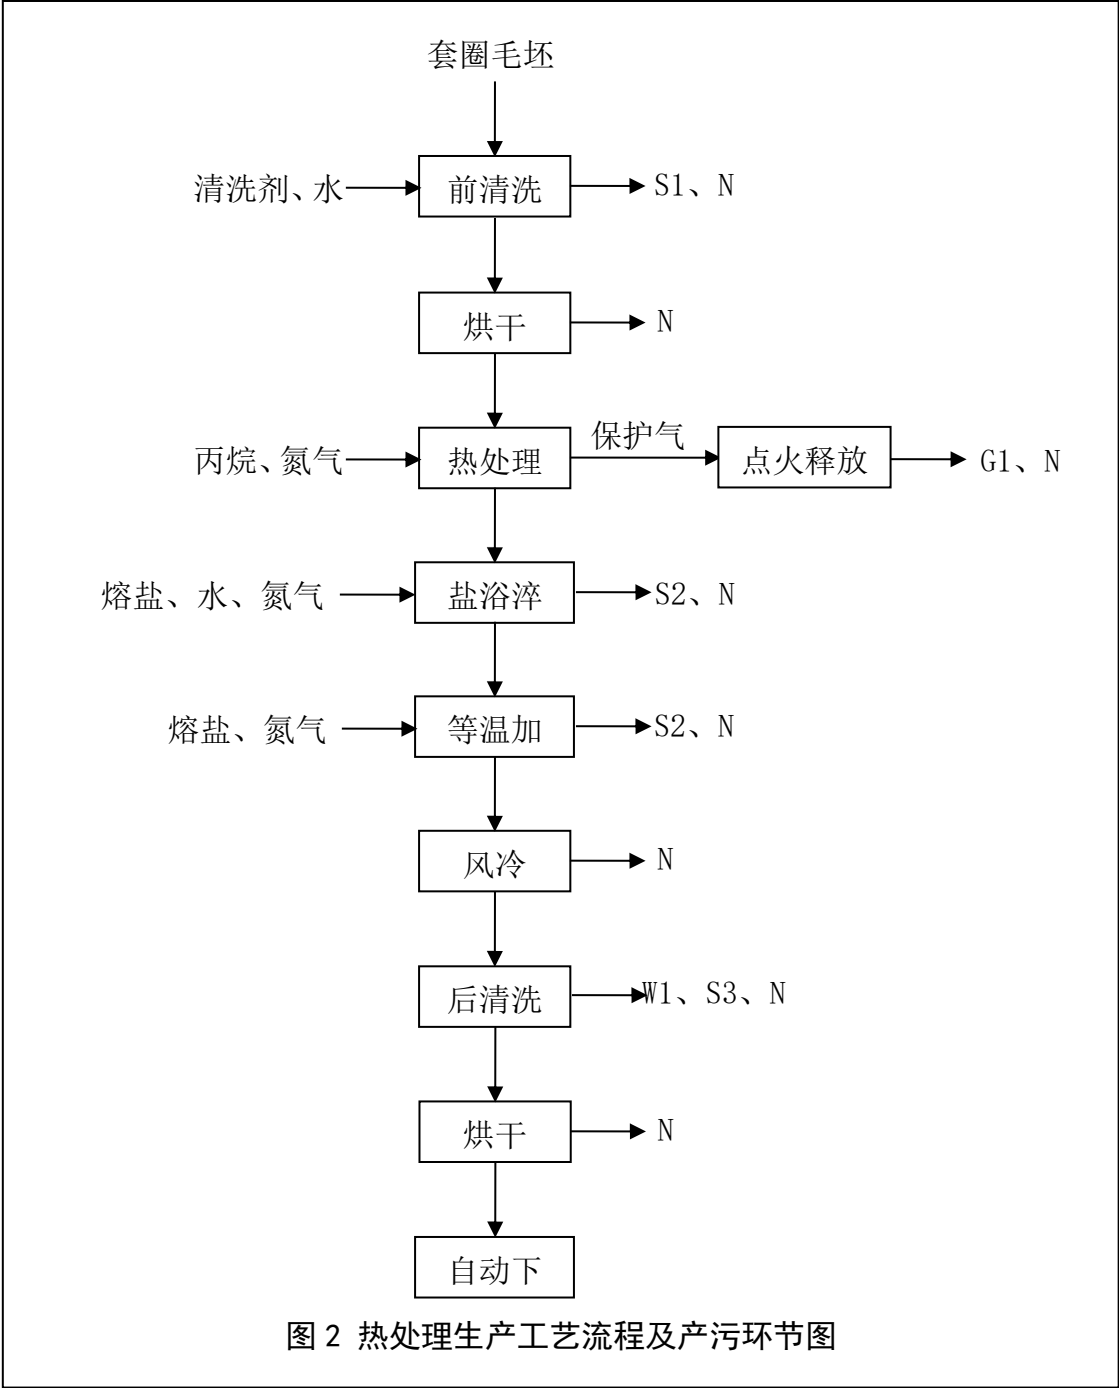 套圈毛坯
清洗剂、水 前清洗 S1、N
烘干 N
丙烷、氮气 热处理 保护气 点火释放 G1、N
熔盐、水、氮气 盐浴淬 S2、N
熔盐、氮气 等温加 S2、N
风冷 N
后清洗 W1、S3、N
烘干 N
自动下
图 2 热处理生产工艺流程及产污环节图